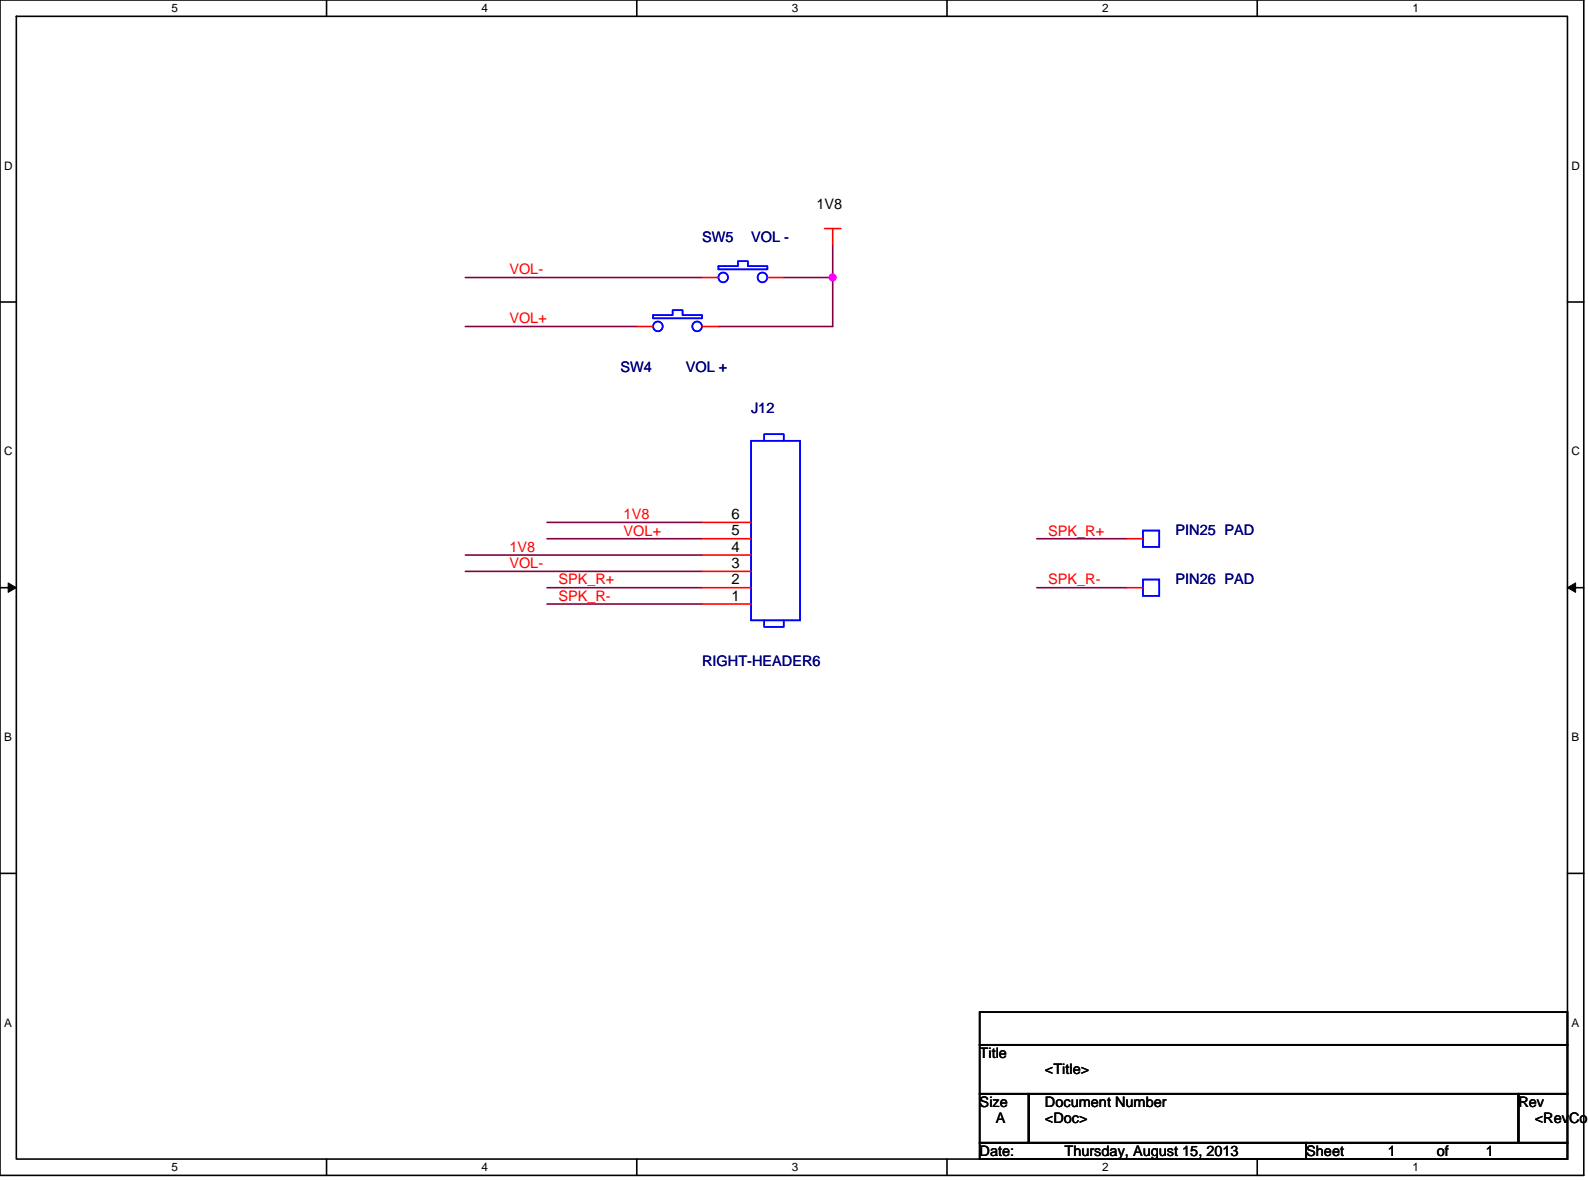 5 4 3 2 1
D D
1V8
SW5 VOL -
VOL-
VOL+
SW4 VOL +
J12
C C
1V8 6
VOL+ 5
1V8 4
VOL- 3
SPK_R+ 2
SPK_R- 1
SPK_R+ PIN25 PAD
SPK_R- PIN26 PAD
RIGHT-HEADER6
B B
A A
Title
<Title>
Size Document Number Rev
A <Doc> <RevCo
Date: Thursday, August 15, 2013 Sheet 1 of 1
5 4 3 2 1